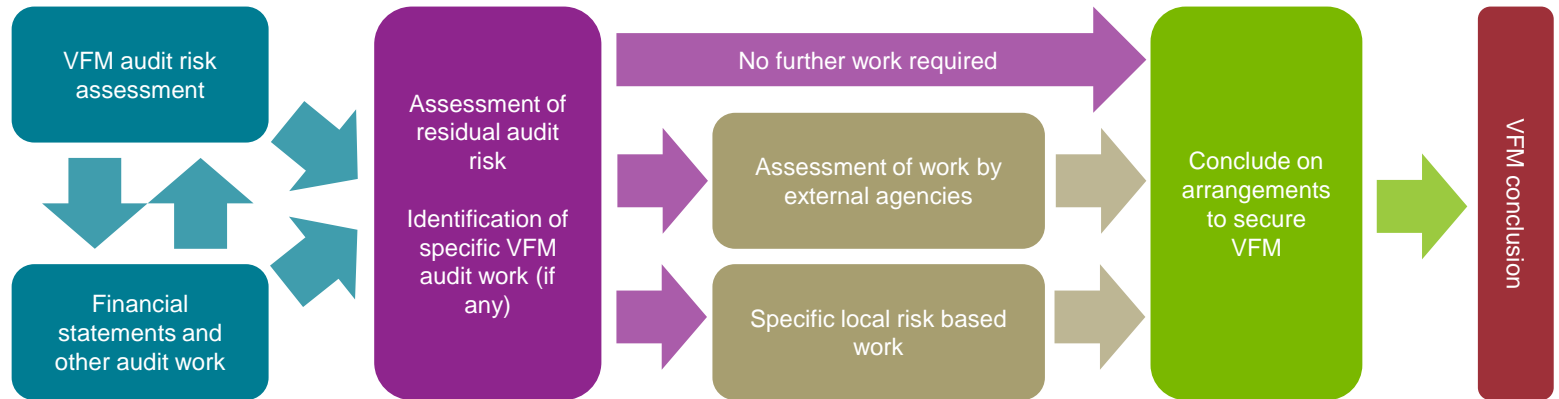 VFM audit risk
assessment
Financial
statements and
other audit work
Assessment of
residual audit
risk
Identification of
specific VFM
audit work (if
any)
No further work required
Assessment of work by
external agencies
Specific local risk based
work
Conclude on
arrangements
to secure
VFM
VFM conclusion